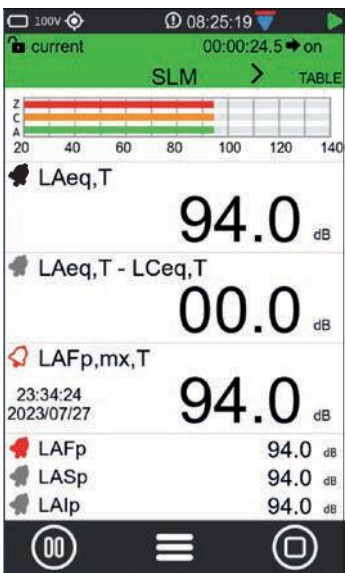 100V 08:25:19
current 00:00:24.5 on
SLM > TABLE
Z
C
A
20 40 60 80 100 120 140
LAeq,T
94.0 dB
LAeq,T - LCeq,T
00.0 dB
LAFp,mx,T
23:34:24
2023/07/27
94.0 dB
LAFp 94.0 dB
LASp 94.0 dB
LAIp 94.0 dB